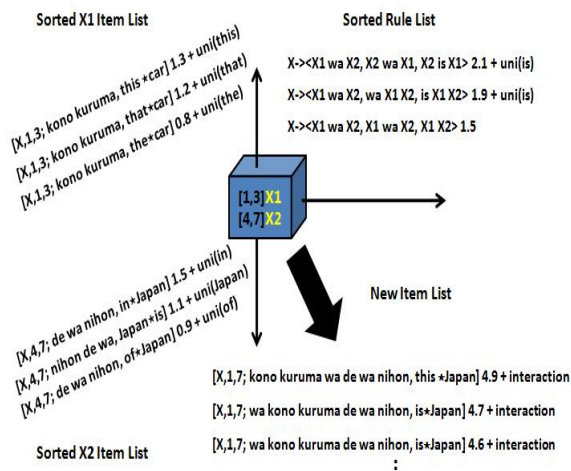 Sorted X1 Item List
Sorted Rule List
X-><X1 wa X2, X2 wa X1, X2 is X1> 2.1 + uni(is)
X-><X1 wa X2, wa X1 X2, is X1 X2> 1.9 + uni(is)
X-><X1 wa X2, X1 wa X2, X1 X2> 1.5
[X,1,3; kono kuruma, this*car] 1.3 + uni(this)
[X,1,3; kono kuruma, that*car] 1.2 + uni(that)
[X,1,3; kono kuruma, the*car] 0.8 + uni(the)
[1,3]X1
[4,7]X2
[X,4,7; de wa nihon, in*Japan] 1.5 + uni(in)
[X,4,7; nihon de wa, Japan*is] 1.1 + uni(Japan)
[X,4,7; de wa nihon, of*Japan] 0.9 + uni(of)
New Item List
[X,1,7; kono kuruma wa de wa nihon, this *Japan] 4.9 + interaction
[X,1,7; wa kono kuruma de wa nihon, is*Japan] 4.7 + interaction
[X,1,7; wa kono kuruma de wa nihon, is*Japan] 4.6 + interaction
Sorted X2 Item List
: